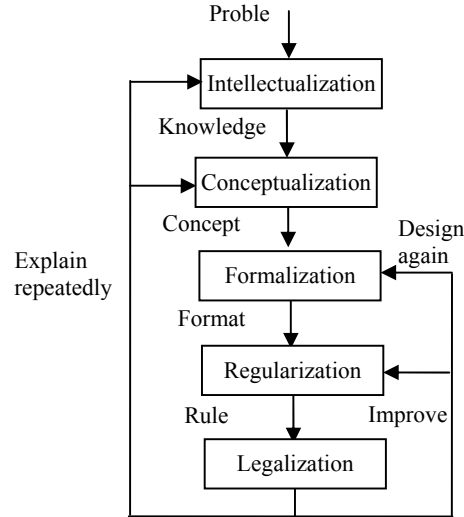 Proble
Intellectualization
Knowledge
Conceptualization
Concept
Design
again
Explain
repeatedly
Formalization
Format
Regularization
Rule
Improve
Legalization